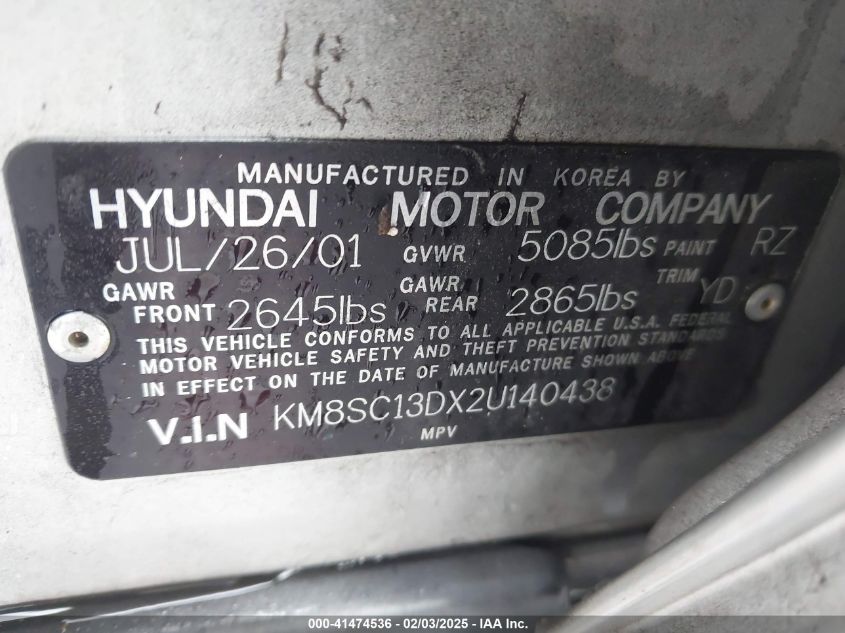 MANUFACTURED IN KOREA BY
HYUNDAI MOTOR COMPANY
JUL/26/01 GVWR 5085lbs PAINT RZ
GAWR FRONT 2645lbs GAWR REAR 2865lbs TRIM YD
THIS VEHICLE CONFORMS TO ALL APPLICABLE U.S.A. FEDERAL
MOTOR VEHICLE SAFETY AND THEFT PREVENTION STANDARDS
IN EFFECT ON THE DATE OF MANUFACTURE SHOWN ABOVE
V.I.N KM8SC13DX2U140438
MPV
000-41474536 - 02/03/2025 - IAA Inc.